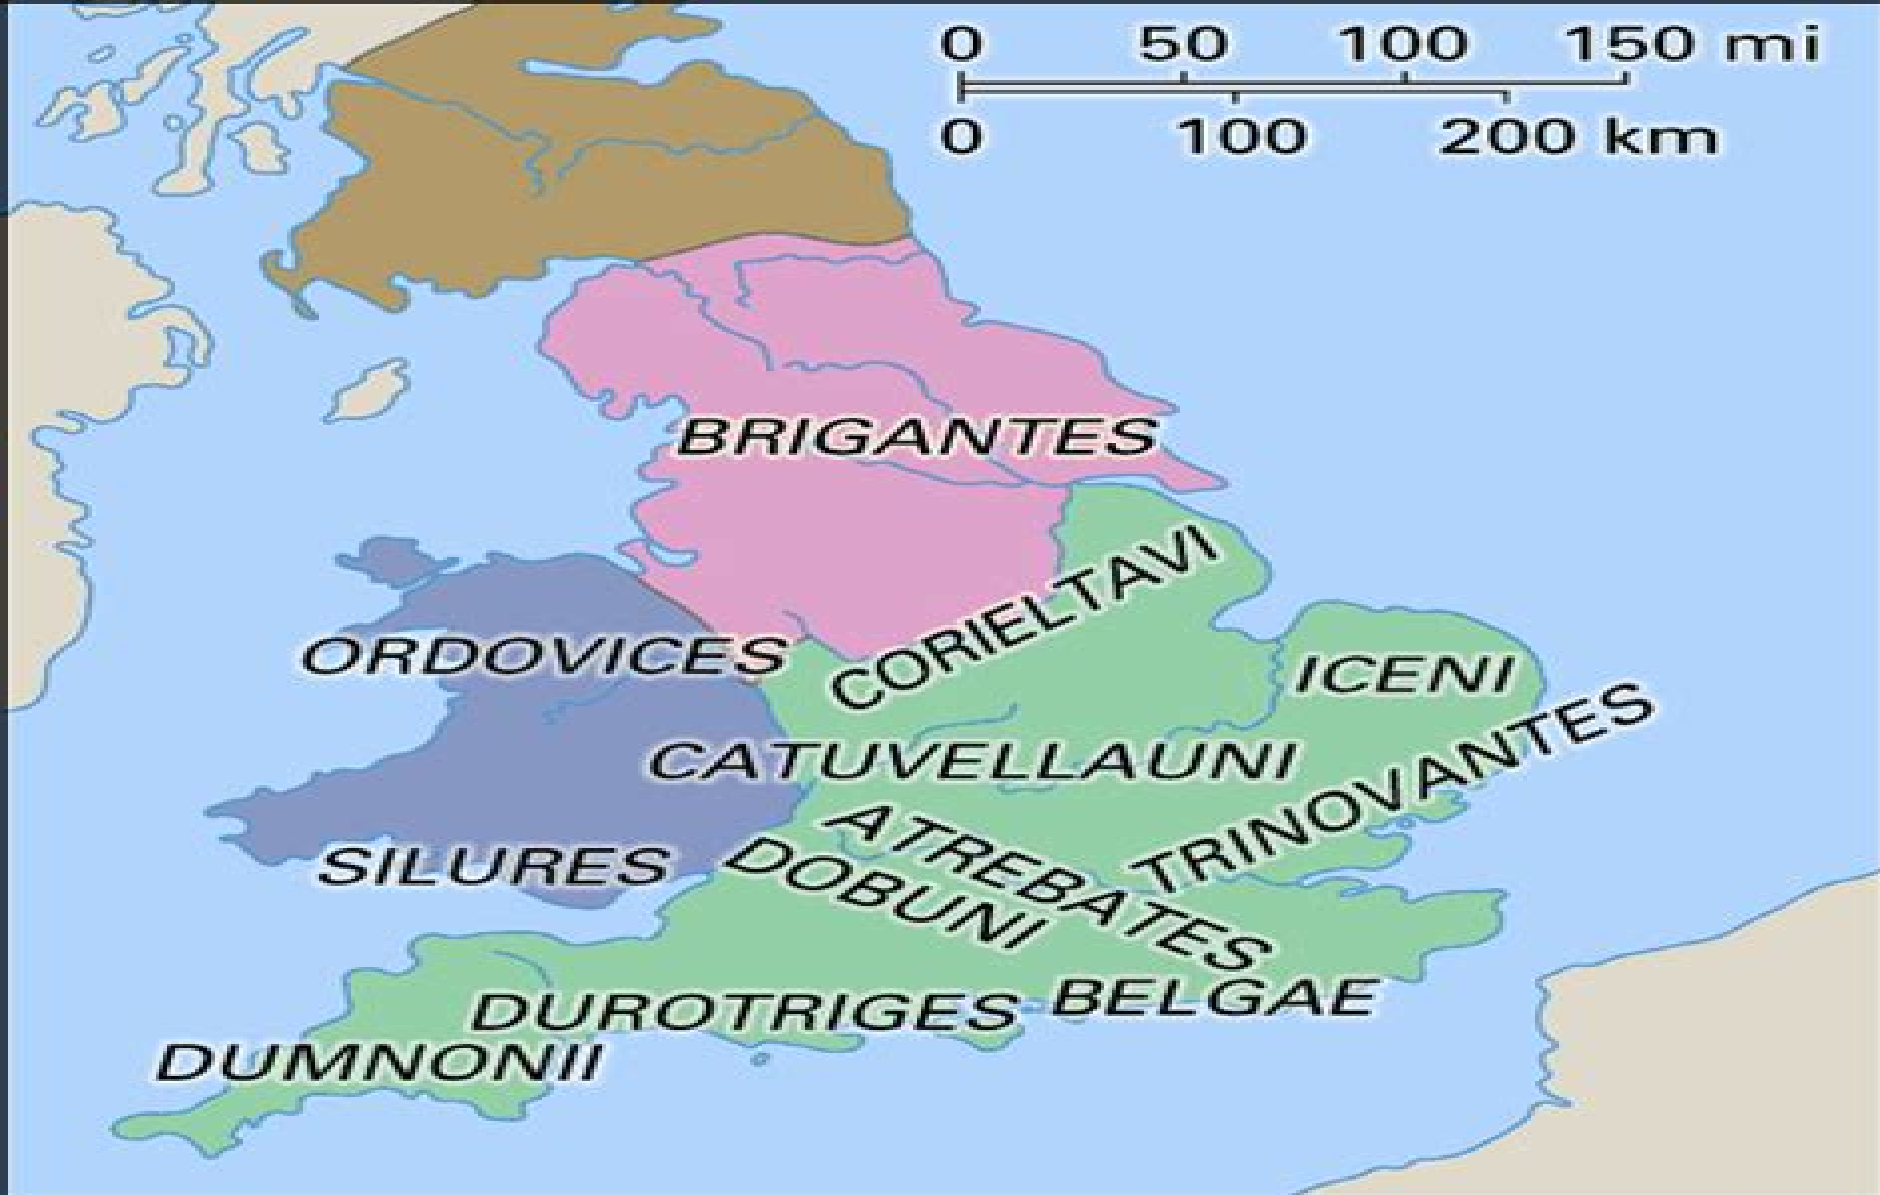 0 50 100 150 mi
0 100 200 km
BRIGANTES
CORIELTAVI
ORDOVICES
ICENI
CATUVELLAUNI
TRINOVANTES
ATREBATES
DOBUNI
SILURES
BELGAE
DUROTRIGES
DUMNONII